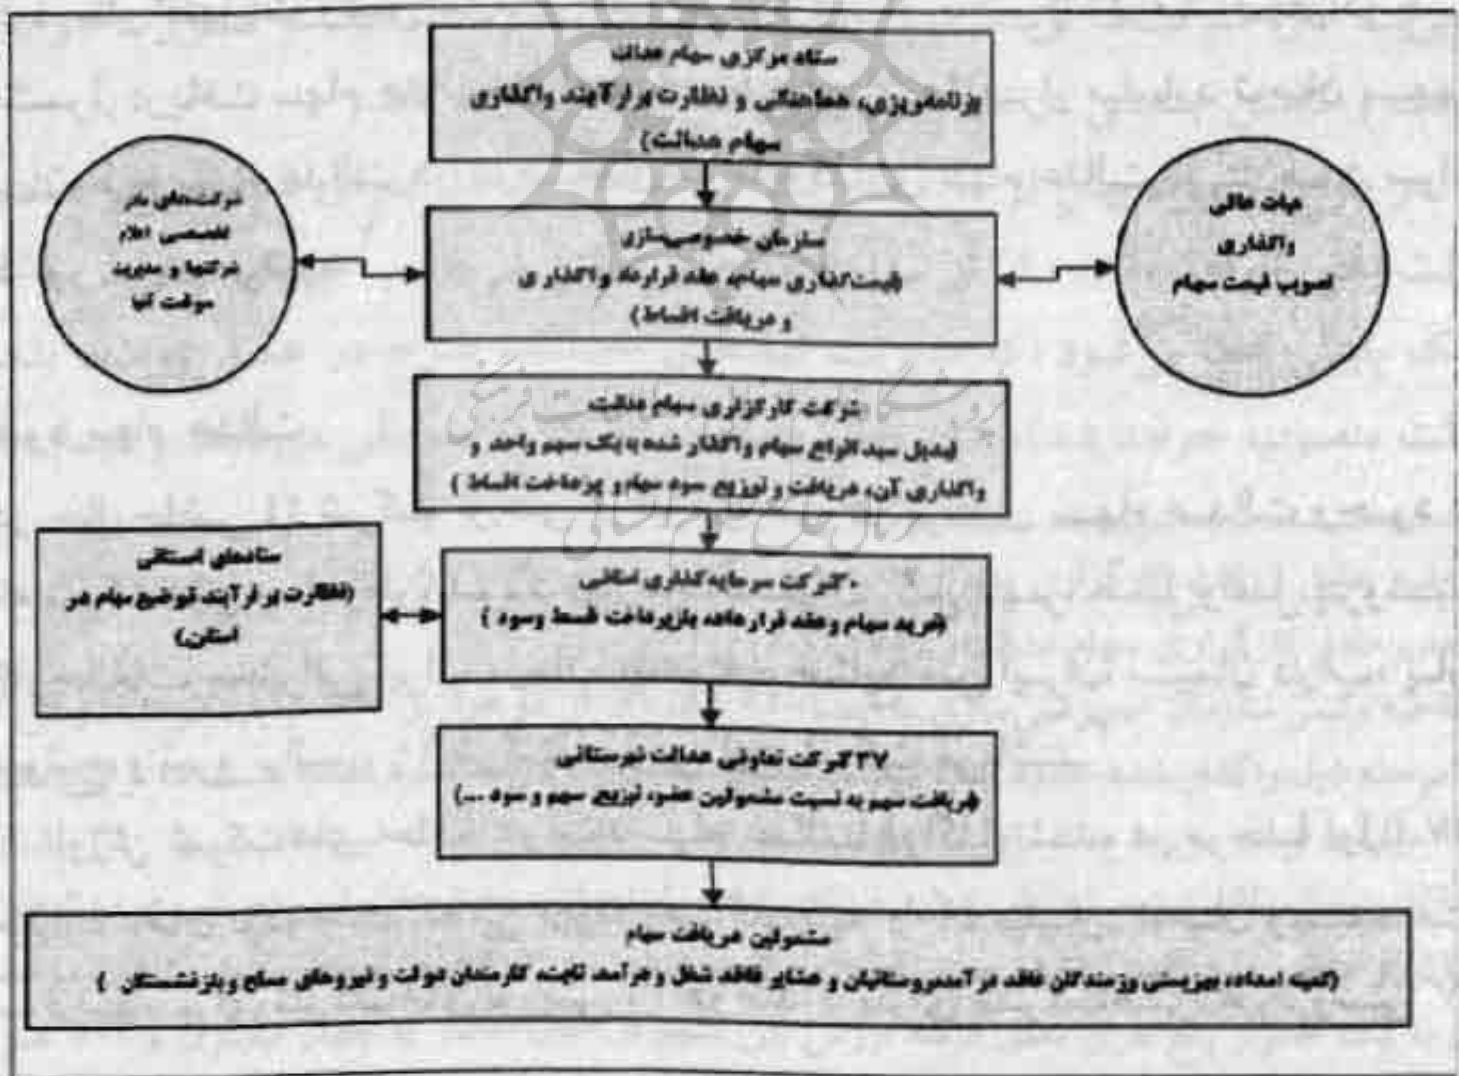 ستاد مرکزی سهام عدالت
برنامه‌ریزی، هماهنگی و نظارت بر فرآیند واگذاری
سهام عدالت)
هیات عالی
واگذاری
تصویب قیمت سهام
سازمان خصوصی‌سازی
(قیمت‌گذاری سهام، عقد قرارداد واگذاری
و دریافت اقساط)
شرکت‌های مادر
تخصصی اعلام
شرکتها و مدیریت
موقت آنها
شرکت کارگزاری سهام عدالت
(تبدیل سبد انواع سهام واگذار شده به یک سهم واحد و
واگذاری آن، دریافت و توزیع سود سهام و پرداخت اقساط )
شرکت سرمایه گذاری استانی
(خرید سهام و عقد قرارداد، بازپرداخت قسط و سود )
ستادهای استانی
(نظارت بر فرآیند توضیع سهام در
استان)
شرکت تعاونی عدالت شهرستانی
(دریافت سهم به نسبت مشمولین عضو، توزیع سهم و سود ...)
مشمولین دریافت سهام
(کمیته امداد، بهزیستی ورزمندگان فاقد درآمد،روستائیان و عشایر فاقد شغل و درآمد ثابت، کارمندان دولت و نیروهای مسلح و بازنشستگان )